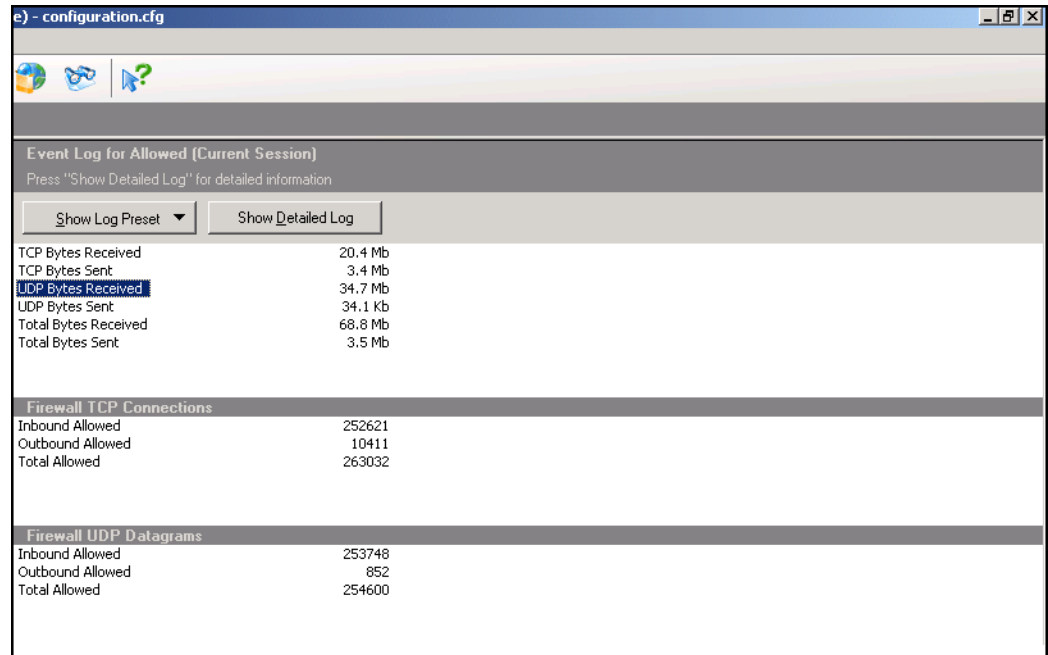 e) - configuration.cfg
Event Log for Allowed (Current Session)
Press "Show Detailed Log" for detailed information
Show Log Preset Show Detailed Log
TCP Bytes Received 20.4 Mb
TCP Bytes Sent 3.4 Mb
UDP Bytes Received 34.7 Mb
UDP Bytes Sent 34.1 Kb
Total Bytes Received 68.8 Mb
Total Bytes Sent 3.5 Mb
Firewall TCP Connections
Inbound Allowed 252621
Outbound Allowed 10411
Total Allowed 263032
Firewall UDP Datagrams
Inbound Allowed 253748
Outbound Allowed 852
Total Allowed 254600